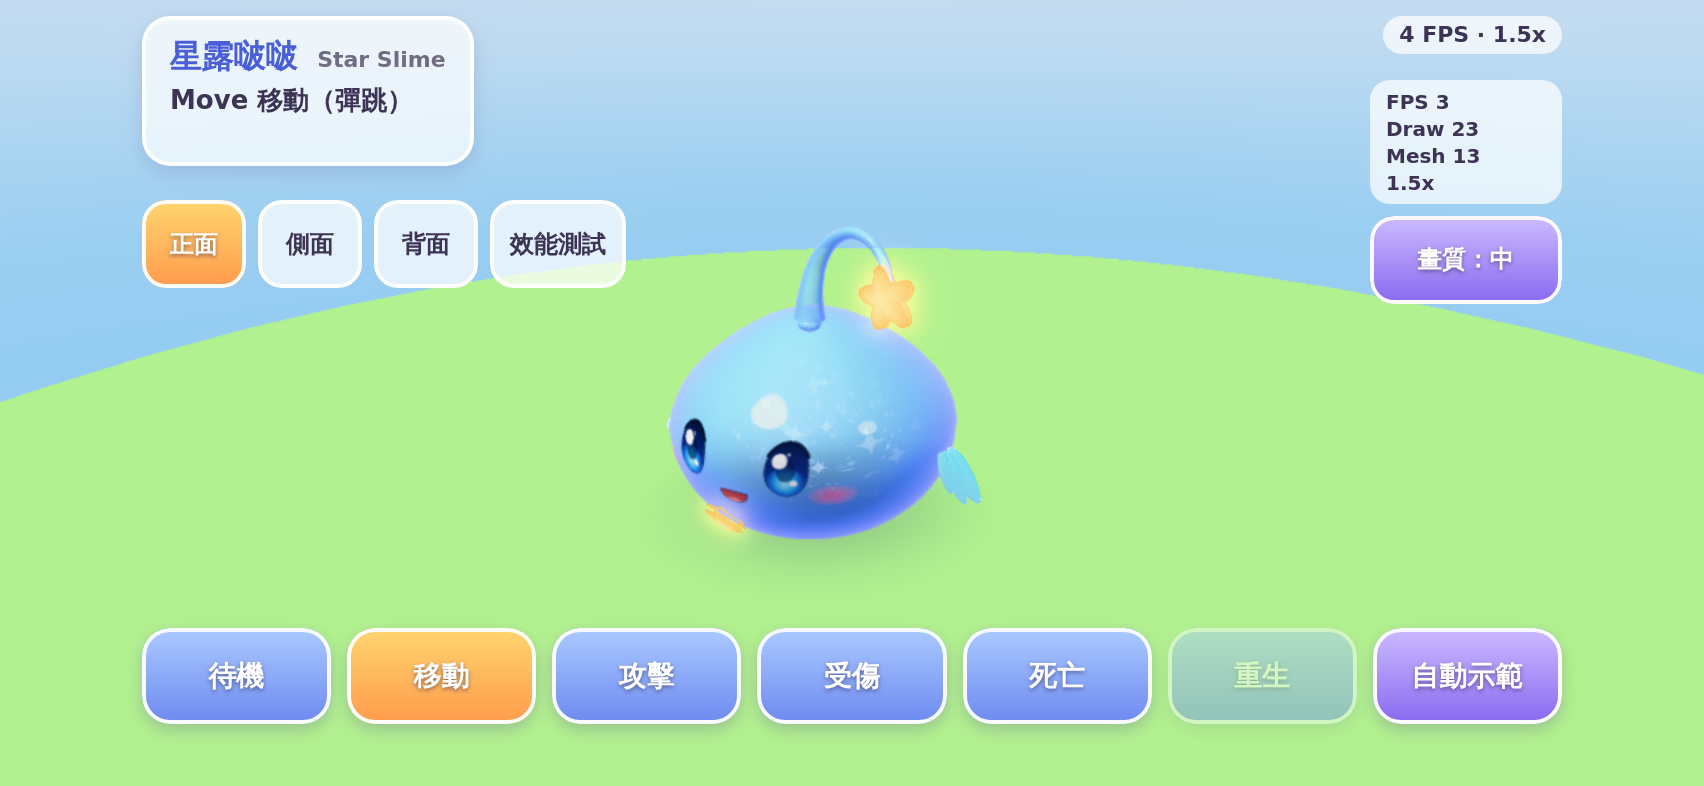 星露啵啵 Star Slime
Move 移動（彈跳）
4 FPS · 1.5x
FPS 3
Draw 23
Mesh 13
1.5x
正面 側面 背面 效能測試
畫質：中
待機 移動 攻擊 受傷 死亡 重生 自動示範